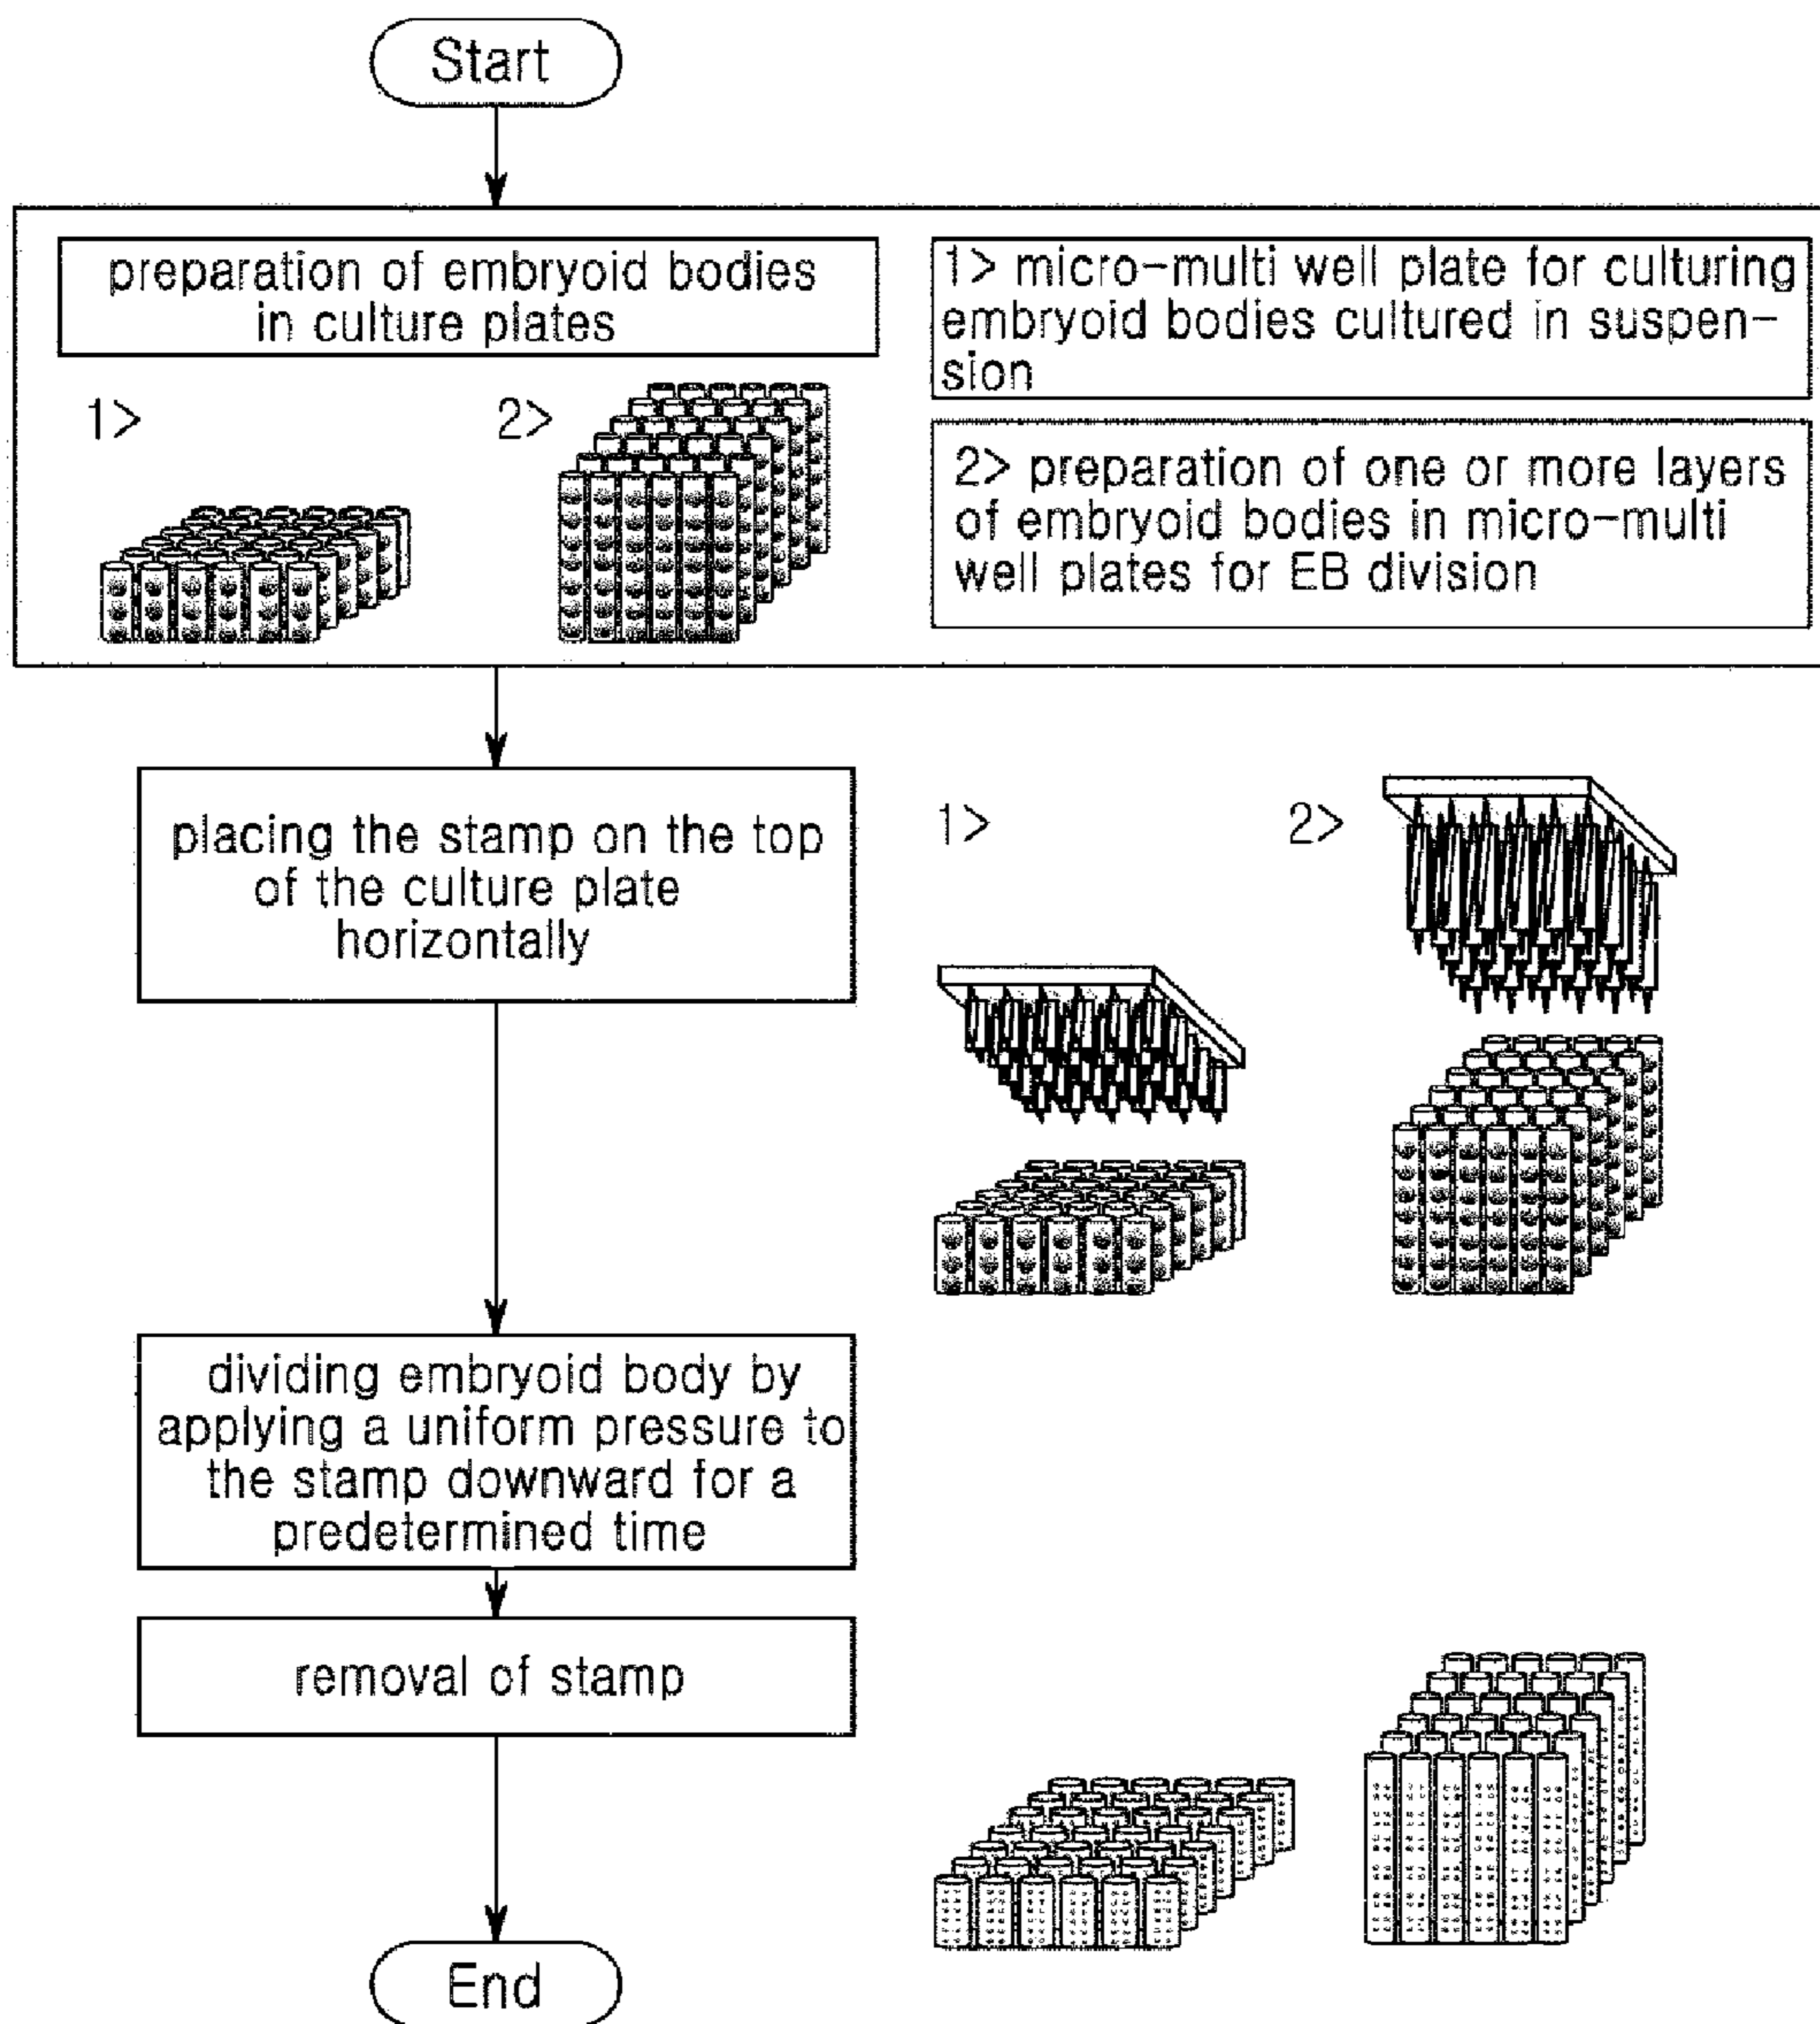 Start
preparation of embryoid bodies
in culture plates
1> micro-multi well plate for culturing
embryoid bodies cultured in suspen-
sion
1>
2>
2> preparation of one or more layers
of embryoid bodies in micro-multi
well plates for EB division
placing the stamp on the top
of the culture plate
horizontally
1>
2>
dividing embryoid body by
applying a uniform pressure to
the stamp downward for a
predetermined time
removal of stamp
End